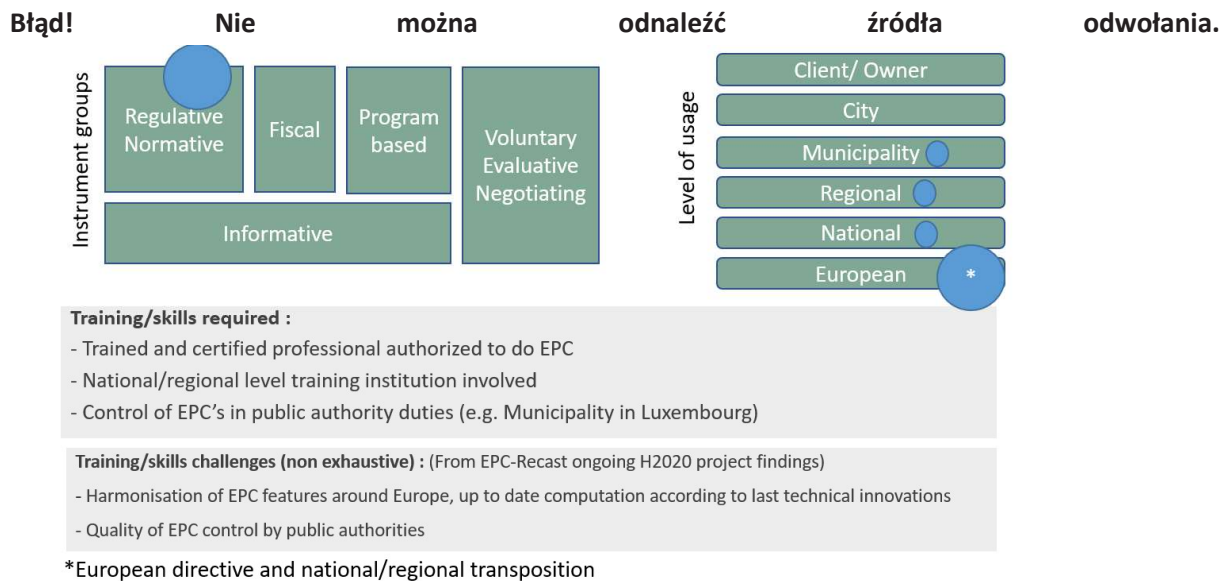 Błąd! Nie można odnaleźć źródła odwołania.
Instrument groups
Regulative
Normative
Fiscal
Program
based
Voluntary
Evaluative
Negotiating
Informative
Level of usage
Client/ Owner
City
Municipality
Regional
National
European
*
Training/skills required :
- Trained and certified professional authorized to do EPC
- National/regional level training institution involved
- Control of EPC's in public authority duties (e.g. Municipality in Luxembourg)
Training/skills challenges (non exhaustive) : (From EPC-Recast ongoing H2020 project findings)
- Harmonisation of EPC features around Europe, up to date computation according to last technical innovations
- Quality of EPC control by public authorities
*European directive and national/regional transposition